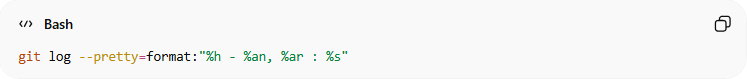 Bash
git log --pretty=format:"%h - %an, %ar : %s"